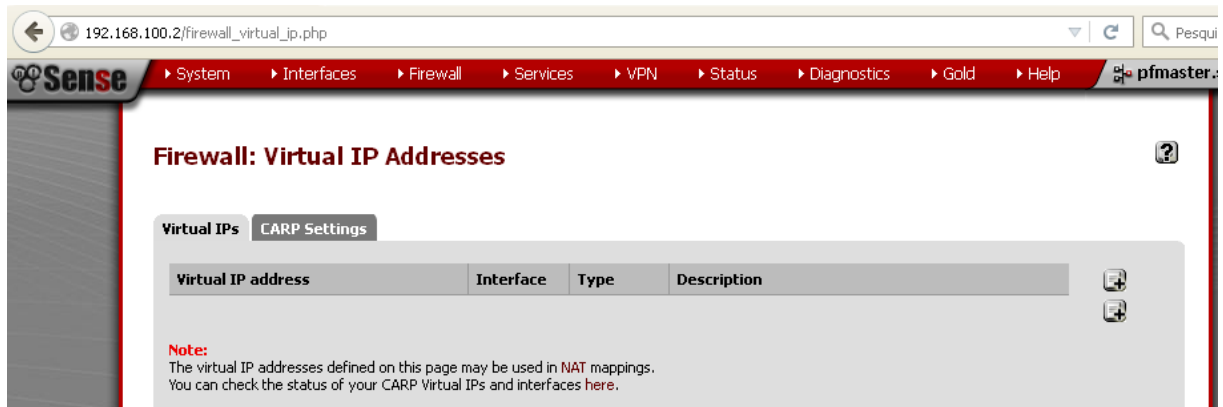 192.168.100.2/firewall_virtual_ip.php
Pesqui
Sense
System Interfaces Firewall Services VPN Status Diagnostics Gold Help pfmaster.
Firewall: Virtual IP Addresses
?
Virtual IPs CARP Settings
Virtual IP address Interface Type Description
Note:
The virtual IP addresses defined on this page may be used in NAT mappings.
You can check the status of your CARP Virtual IPs and interfaces here.